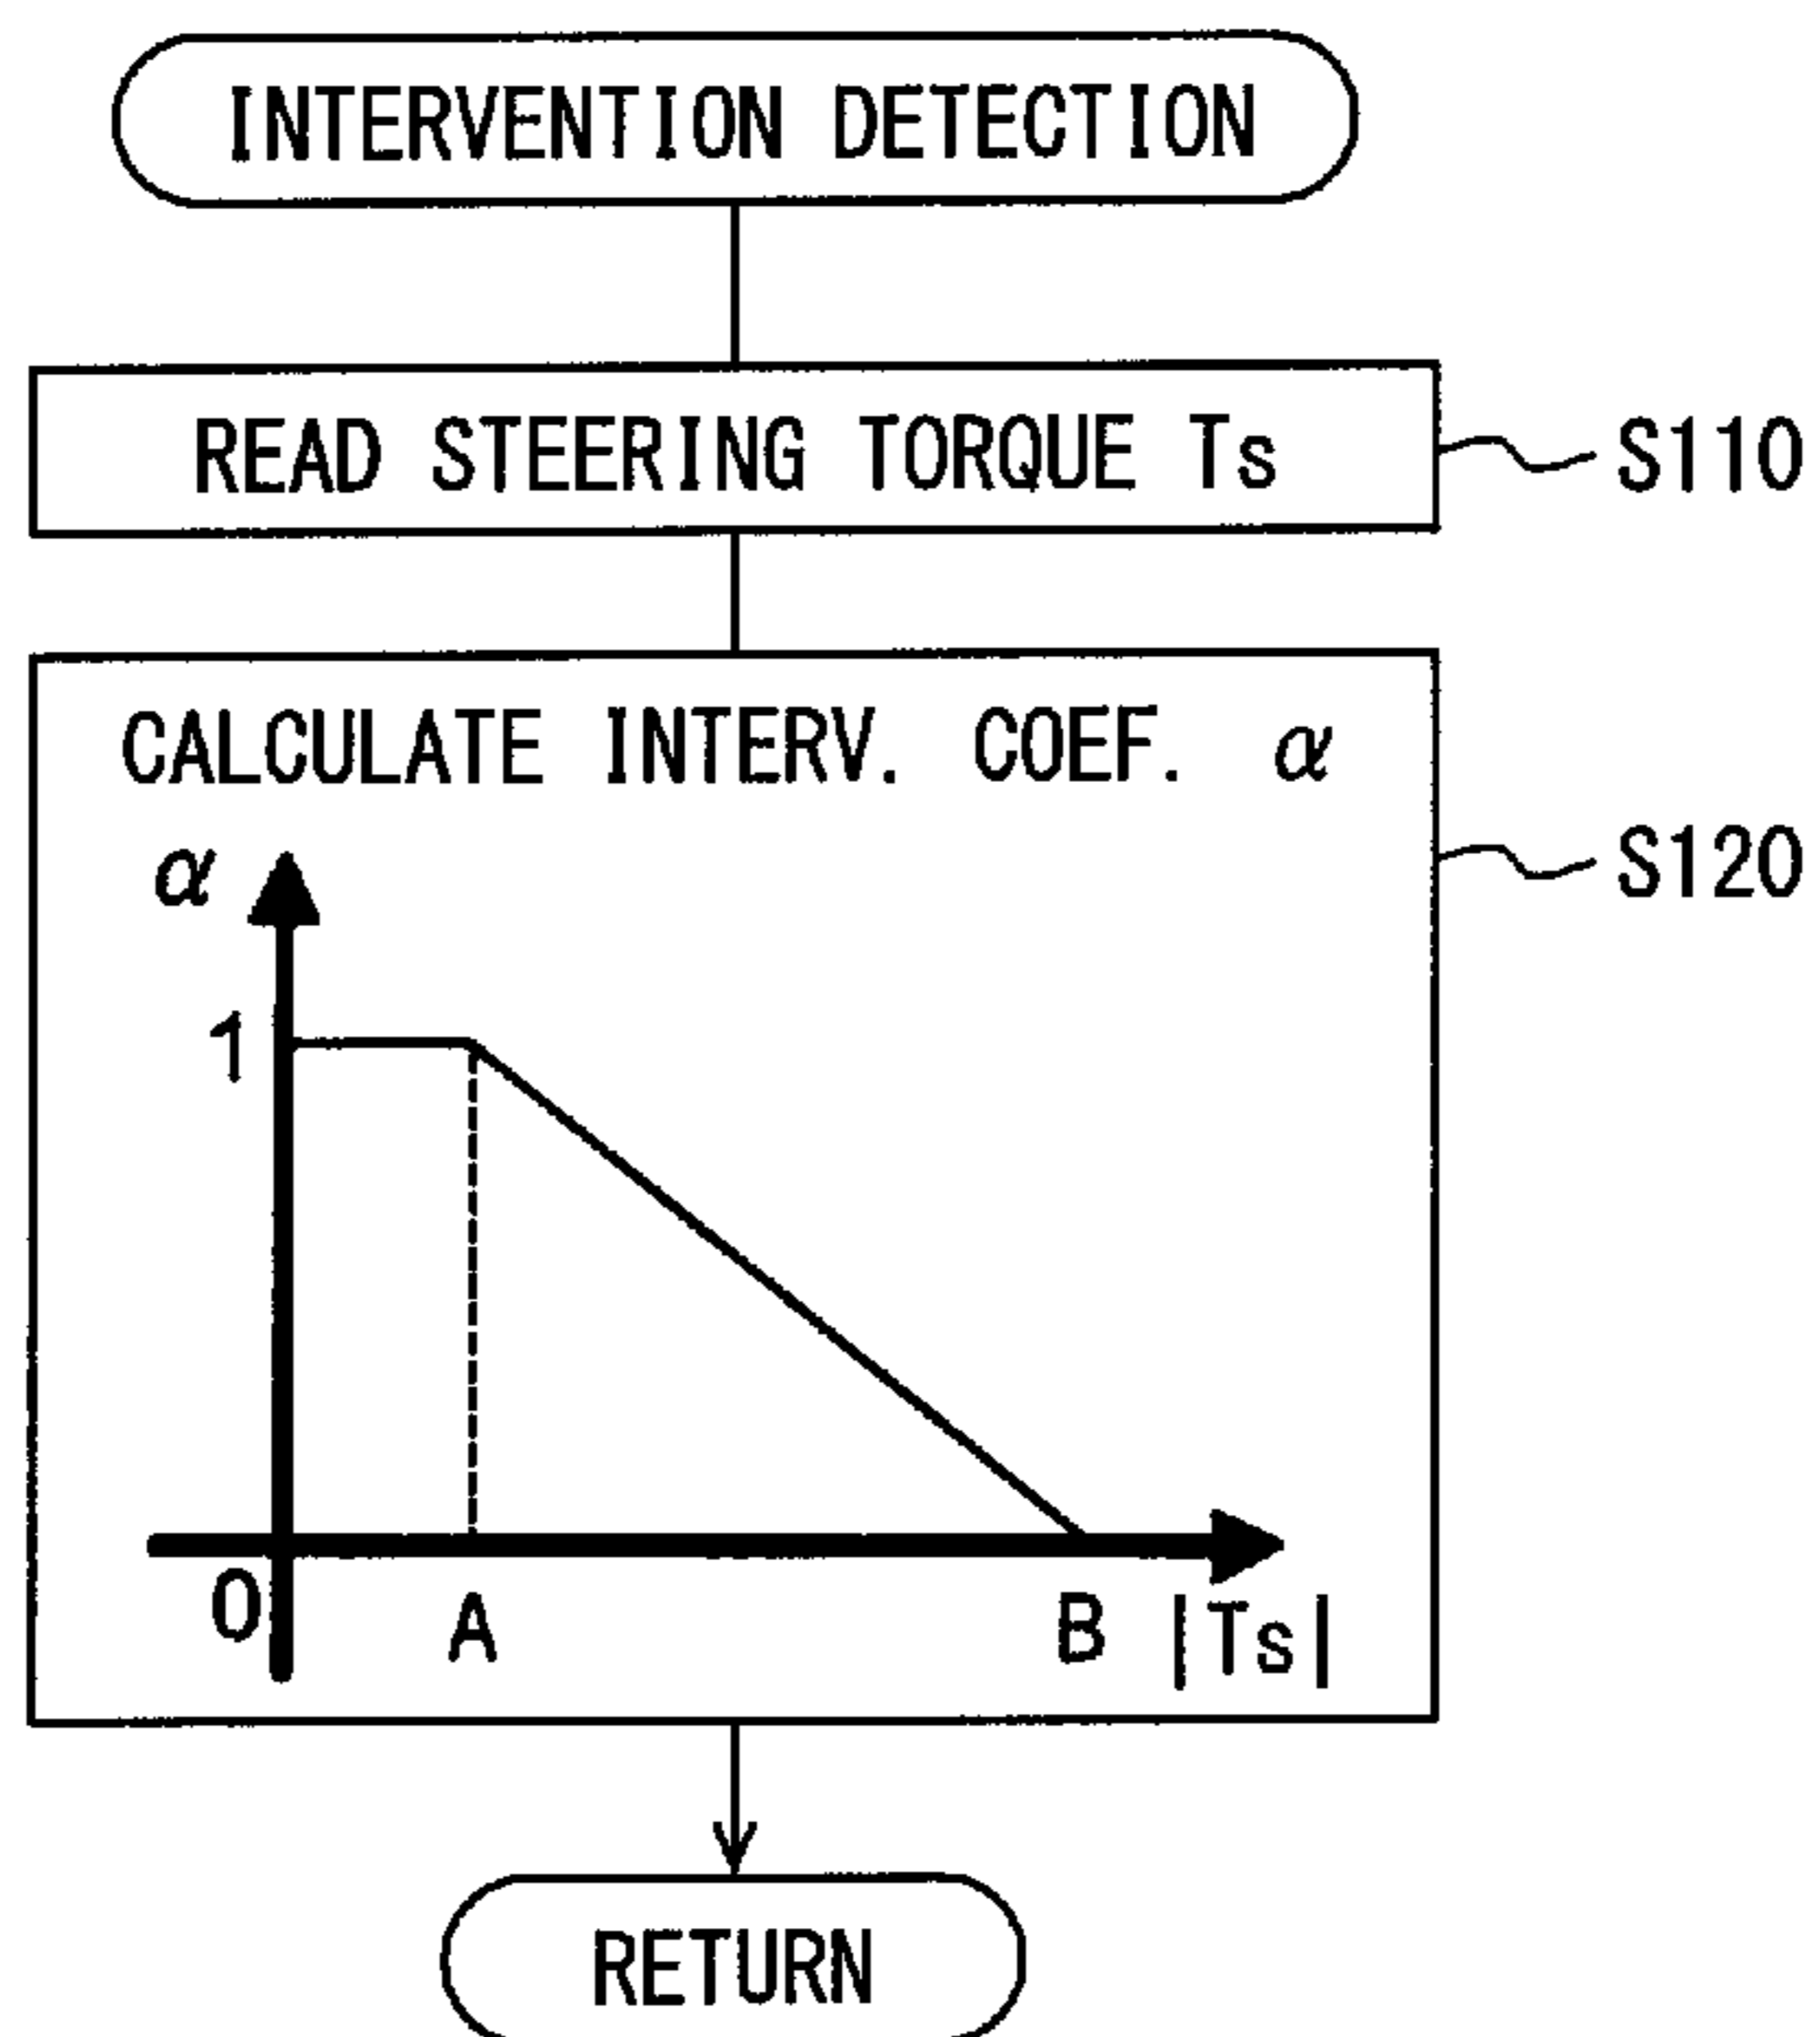 INTERVENTION DETECTION
READ STEERING TORQUE Ts
S110
CALCULATE INTERV. COEF. α
α
S120
1
0
A
B
|Ts|
RETURN